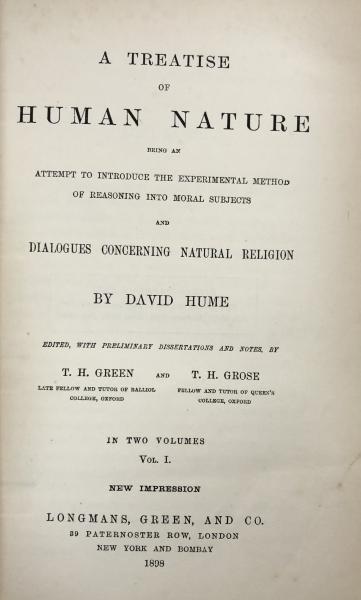 A TREATISE
OF
HUMAN NATURE
BEING AN
ATTEMPT TO INTRODUCE THE EXPERIMENTAL METHOD
OF REASONING INTO MORAL SUBJECTS
AND
DIALOGUES CONCERNING NATURAL RELIGION
BY DAVID HUME
EDITED, WITH PRELIMINARY DISSERTATIONS AND NOTES, BY
T. H. GREEN AND T. H. GROSE
LATE FELLOW AND TUTOR OF BALLIOL COLLEGE, OXFORD
FELLOW AND TUTOR OF QUEEN'S COLLEGE, OXFORD
IN TWO VOLUMES
VOL. I.
NEW IMPRESSION
LONGMANS, GREEN, AND CO.
39 PATERNOSTER ROW, LONDON
NEW YORK AND BOMBAY
1898